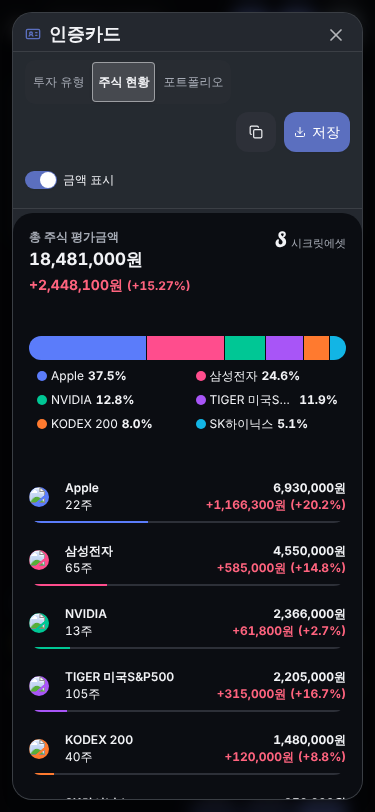 인증카드
투자 유형 주식 현황 포트폴리오
저장
금액 표시
총 주식 평가금액
시크릿에셋
18,481,000원
+2,448,100원 (+15.27%)
Apple 37.5% 삼성전자 24.6%
NVIDIA 12.8% TIGER 미국S... 11.9%
KODEX 200 8.0% SK하이닉스 5.1%
Apple 6,930,000원
22주 +1,166,300원 (+20.2%)
삼성전자 4,550,000원
65주 +585,000원 (+14.8%)
NVIDIA 2,366,000원
13주 +61,800원 (+2.7%)
TIGER 미국S&P500 2,205,000원
105주 +315,000원 (+16.7%)
KODEX 200 1,480,000원
40주 +120,000원 (+8.8%)